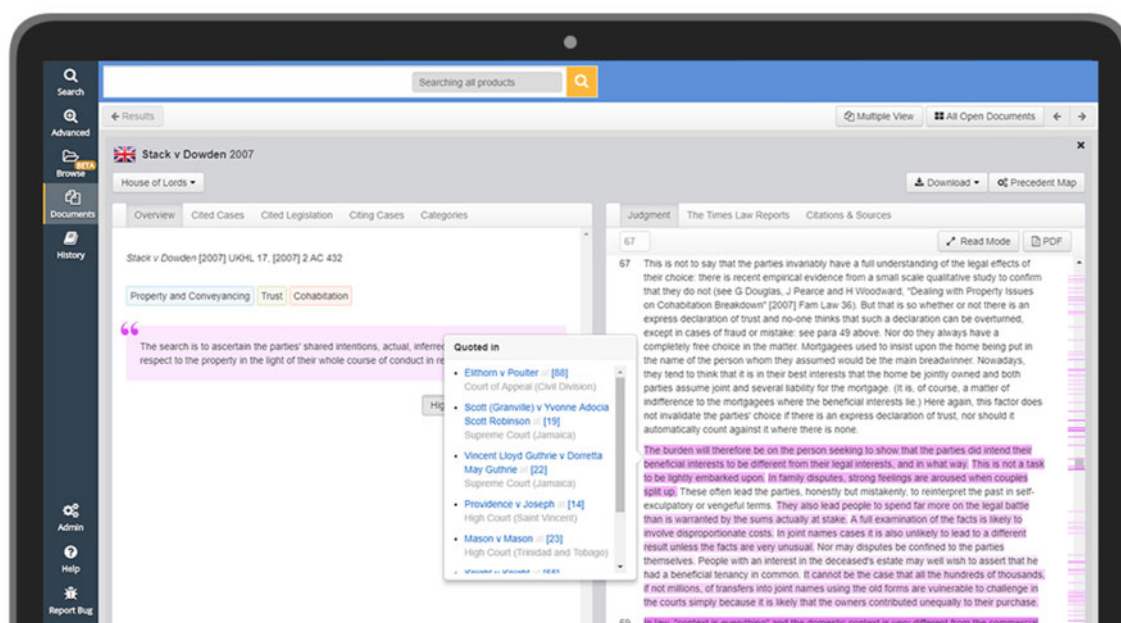 Search
Searching all products
Advanced
Results
Multiple View
All Open Documents
Browse
BETA
Stack v Dowden 2007
House of Lords
Download
Precedent Map
Documents
Overview
Cited Cases
Cited Legislation
Citing Cases
Categories
Judgment
The Times Law Reports
Citations & Sources
History
67
Read Mode
PDF
Stack v Dowden [2007] UKHL 17, [2007] 2 AC 432
Property and Conveyancing
Trust
Cohabitation
The search is to ascertain the parties' shared intentions, actual, inferre
respect to the property in the light of their whole course of conduct in re
Hig
Quoted in
Elithorn v Poulter at [88]
Court of Appeal (Civil Division)
Scott (Granville) v Yvonne Adocia
Scott Robinson at [19]
Supreme Court (Jamaica)
Vincent Lloyd Guthrie v Dorretta
May Guthrie at [22]
Supreme Court (Jamaica)
Providence v Joseph at [14]
High Court (Saint Vincent)
Mason v Mason at [23]
High Court (Trinidad and Tobago)
67 This is not to say that the parties invariably have a full understanding of the legal effects of
their choice: there is recent empirical evidence from a small scale qualitative study to confirm
that they do not (see G Douglas, J Pearce and H Woodward, "Dealing with Property Issues
on Cohabitation Breakdown" [2007] Fam Law 36). But that is so whether or not there is an
express declaration of trust and no-one thinks that such a declaration can be overturned,
except in cases of fraud or mistake: see para 49 above. Nor do they always have a
completely free choice in the matter. Mortgagees used to insist upon the home being put in
the name of the person whom they assumed would be the main breadwinner. Nowadays,
they tend to think that it is in their best interests that the home be jointly owned and both
parties assume joint and several liability for the mortgage. (It is, of course, a matter of
indifference to the mortgagees where the beneficial interests lie.) Here again, this factor does
not invalidate the parties' choice if there is an express declaration of trust, nor should it
automatically count against it where there is none.
The burden will therefore be on the person seeking to show that the parties did intend their
beneficial interests to be different from their legal interests, and in what way. This is not a task
to be lightly embarked upon. In family disputes, strong feelings are aroused when couples
split up. These often lead the parties, honestly but mistakenly, to reinterpret the past in self-
exculpatory or vengeful terms. They also lead people to spend far more on the legal battle
than is warranted by the sums actually at stake. A full examination of the facts is likely to
involve disproportionate costs. In joint names cases it is also unlikely to lead to a different
result unless the facts are very unusual. Nor may disputes be confined to the parties
themselves. People with an interest in the deceased's estate may well wish to assert that he
had a beneficial tenancy in common. It cannot be the case that all the hundreds of thousands,
if not millions, of transfers into joint names using the old forms are vulnerable to challenge in
the courts simply because it is likely that the owners contributed unequally to their purchase.
69 In law, "context is everything" and the domestic context is very different from the commercial
Admin
Help
Report Bug